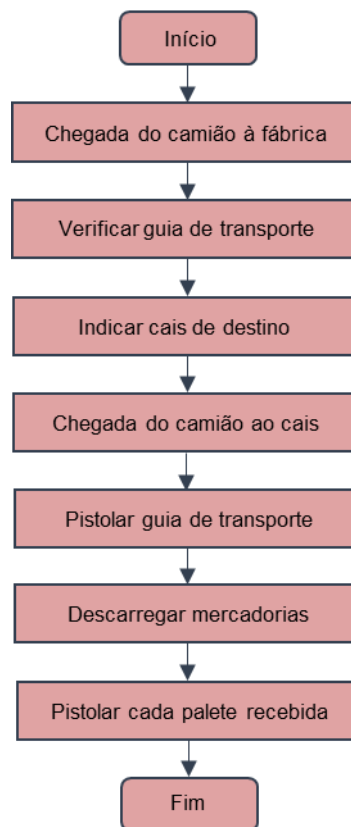 Início
Chegada do camião à fábrica
Verificar guia de transporte
Indicar cais de destino
Chegada do camião ao cais
Pistolar guia de transporte
Descarregar mercadorias
Pistolar cada palete recebida
Fim